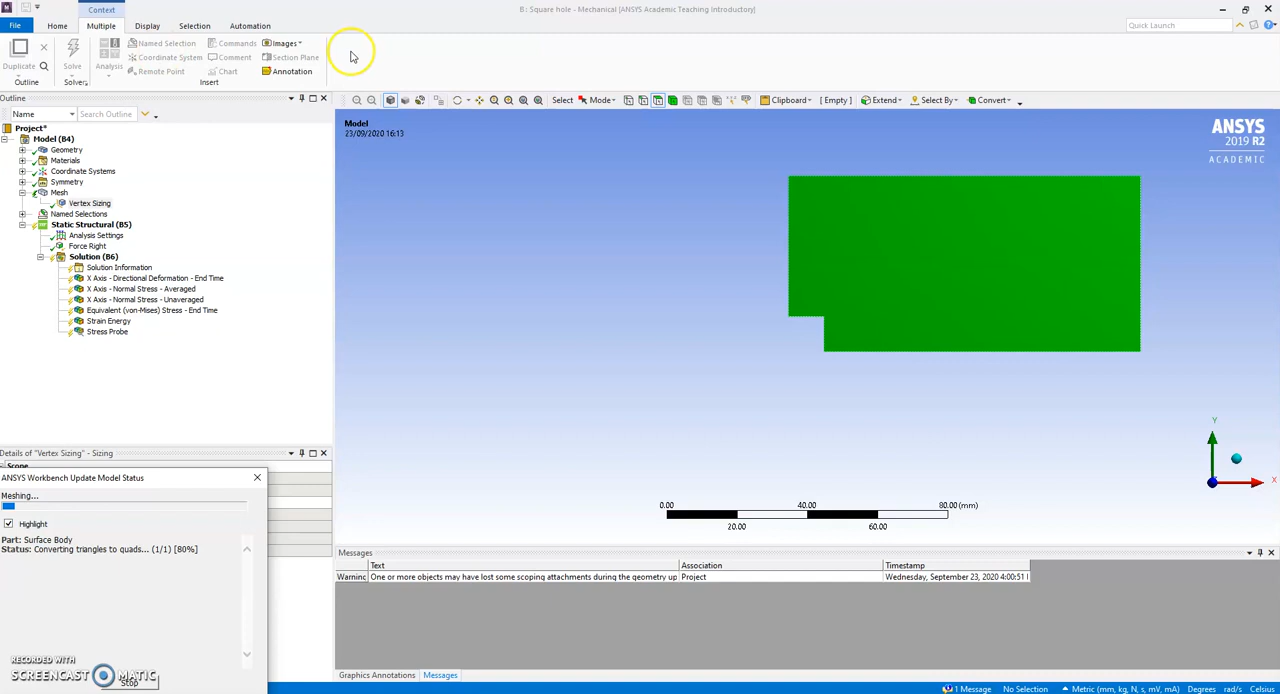 Context
B: Square hole - Mechanical [ANSYS Academic Teaching Introductory]
File Home Multiple Display Selection Automation
Quick Launch
Duplicate
Outline
Solve
Solver
Analysis
Named Selection Commands Images
Coordinate System Comment Section Plane
Remote Point Chart Annotation
Insert
Outline
Name Search Outline
Select Mode Clipboard [ Empty ] Extend Select By Convert
Project*
Model (B4)
Geometry
Materials
Coordinate Systems
Symmetry
Mesh
Vertex Sizing
Named Selections
Static Structural (B5)
Analysis Settings
Force Right
Solution (B6)
Solution Information
X Axis - Directional Deformation - End Time
X Axis - Normal Stress - Averaged
X Axis - Normal Stress - Unaveraged
Equivalent (von-Mises) Stress - End Time
Strain Energy
Stress Probe
Model
23/09/2020 16:13
ANSYS
2019 R2
ACADEMIC
Y
X
0.00 40.00 80.00 (mm)
20.00 60.00
Details of "Vertex Sizing" - Sizing
Scope
ANSYS Workbench Update Model Status
Meshing...
Highlight
Part: Surface Body
Status: Converting triangles to quads... (1/1) [80%]
Stop
RECORDED WITH
SCREENCAST MATIC
Messages
Text Association Timestamp
Warning One or more objects may have lost some scoping attachments during the geometry up Project Wednesday, September 23, 2020 4:00:51
Graphics Annotations Messages
1 Message No Selection Metric (mm, kg, N, s, mV, mA) Degrees rad/s Celsius